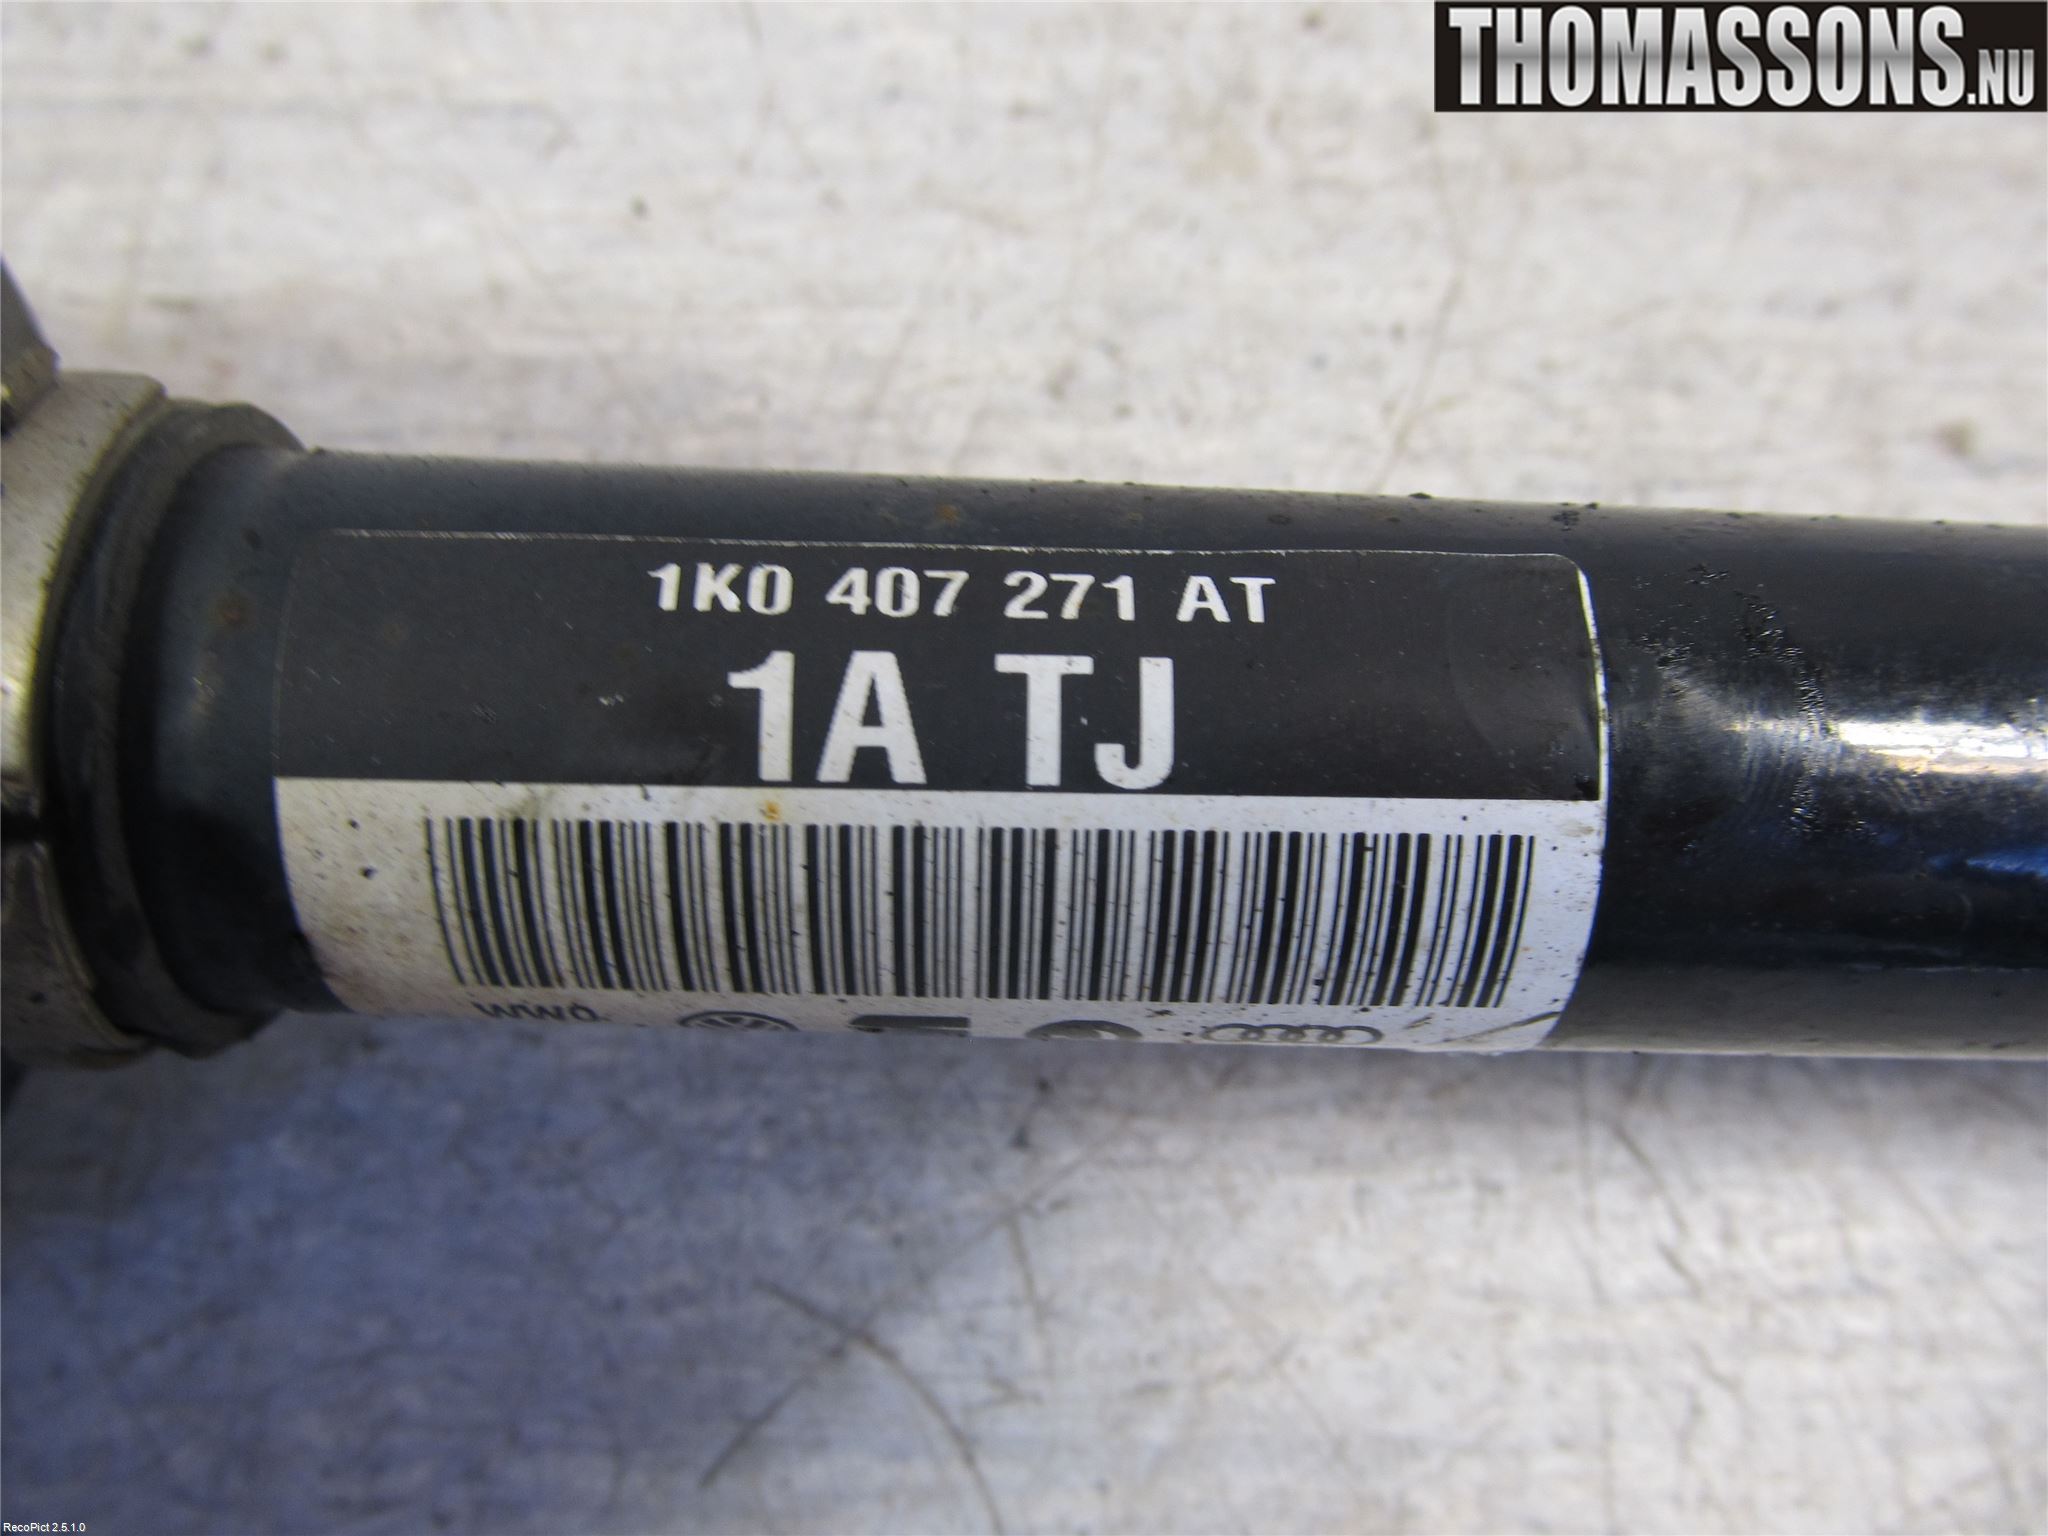 THOMASSONS.NU
1K0 407 271 AT
1A TJ
RecoPict 2.5.1.0